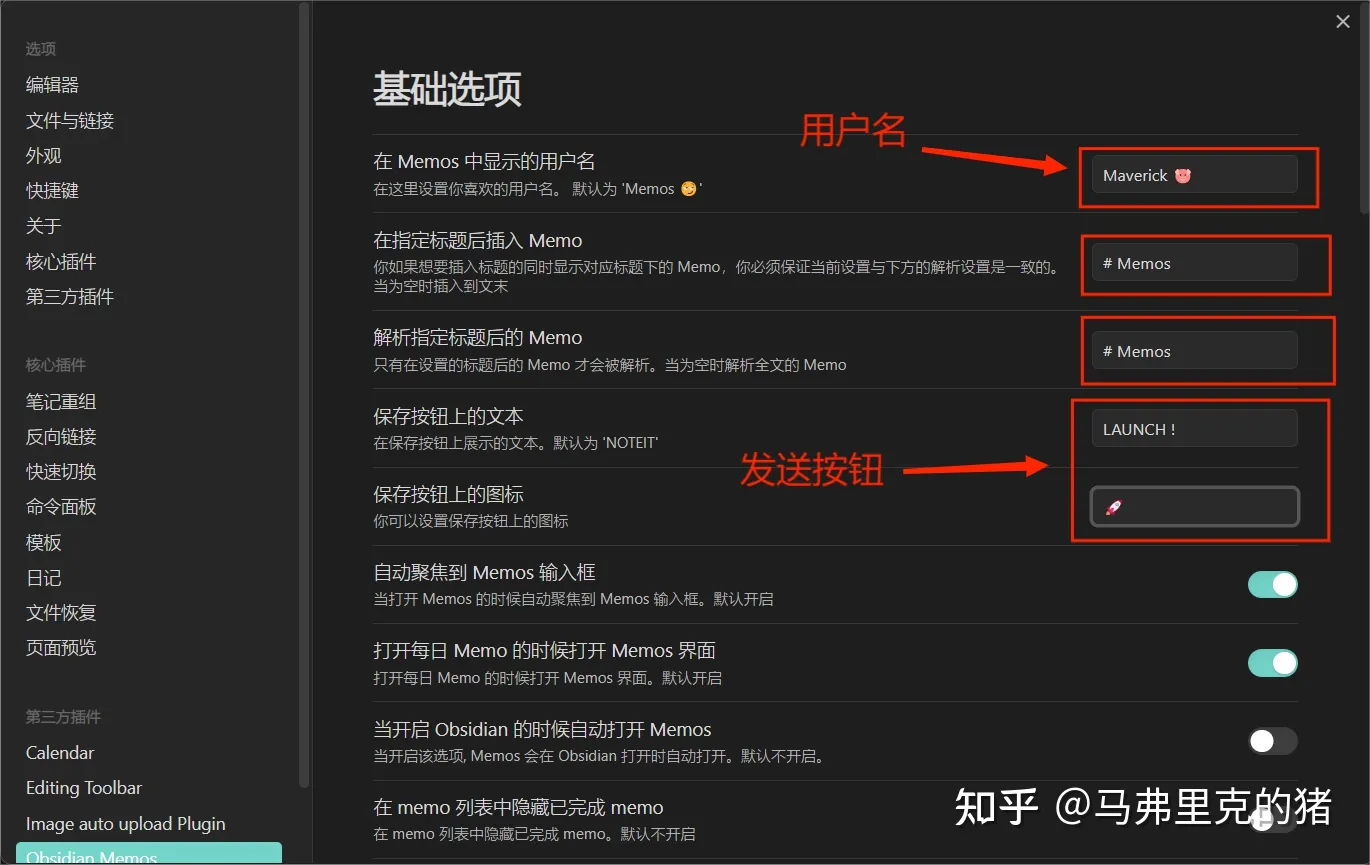 选项
编辑器
文件与链接
外观
快捷键
关于
核心插件
第三方插件
核心插件
笔记重组
反向链接
快速切换
命令面板
模板
日记
文件恢复
页面预览
第三方插件
Calendar
Editing Toolbar
Image auto upload Plugin
Obsidian Memos
基础选项
用户名
在 Memos 中显示的用户名
在这里设置你喜欢的用户名。 默认为 'Memos 😏'
Maverick 🐷
在指定标题后插入 Memo
你如果想要插入标题的同时显示对应标题下的 Memo，你必须保证当前设置与下方的解析设置是一致的。
当为空时插入到文末
# Memos
解析指定标题后的 Memo
只有在设置的标题后的 Memo 才会被解析。当为空时解析全文的 Memo
# Memos
保存按钮上的文本
在保存按钮上展示的文本。默认为 'NOTEIT'
LAUNCH !
发送按钮
保存按钮上的图标
你可以设置保存按钮上的图标
🚀
自动聚焦到 Memos 输入框
当打开 Memos 的时候自动聚焦到 Memos 输入框。默认开启
打开每日 Memo 的时候打开 Memos 界面
打开每日 Memo 的时候打开 Memos 界面。默认开启
当开启 Obsidian 的时候自动打开 Memos
当开启该选项, Memos 会在 Obsidian 打开时自动打开。默认不开启。
在 memo 列表中隐藏已完成 memo
在 memo 列表中隐藏已完成 memo。默认不开启
知乎 @马弗里克的猪